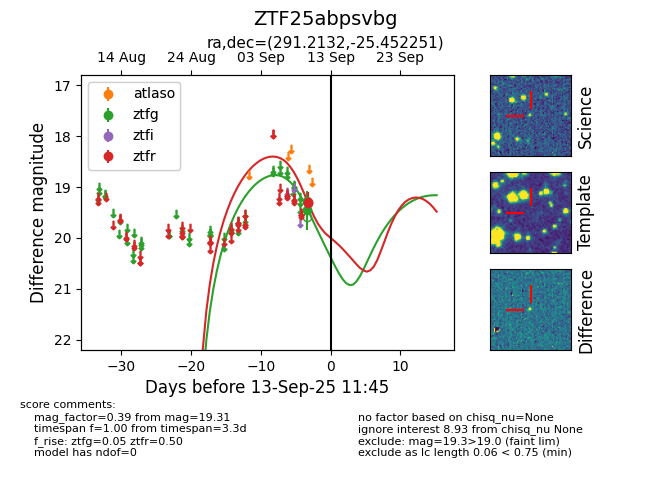 ZTF25abpsvbg
ra,dec=(291.2132,-25.452251)
14 Aug 24 Aug 03 Sep 13 Sep 23 Sep
17
18
19
20
21
22
Difference magnitude
atlaso
ztfg
ztfi
ztfr
−30 −20 −10 0 10
Days before 13-Sep-25 11:45
Science
Template
Difference
score comments:
mag_factor=0.39 from mag=19.31
timespan f=1.00 from timespan=3.3d
f_rise: ztfg=0.05 ztfr=0.50
model has ndof=0
no factor based on chisq_nu=None
ignore interest 8.93 from chisq_nu None
exclude: mag=19.3>19.0 (faint lim)
exclude as lc length 0.06 < 0.75 (min)